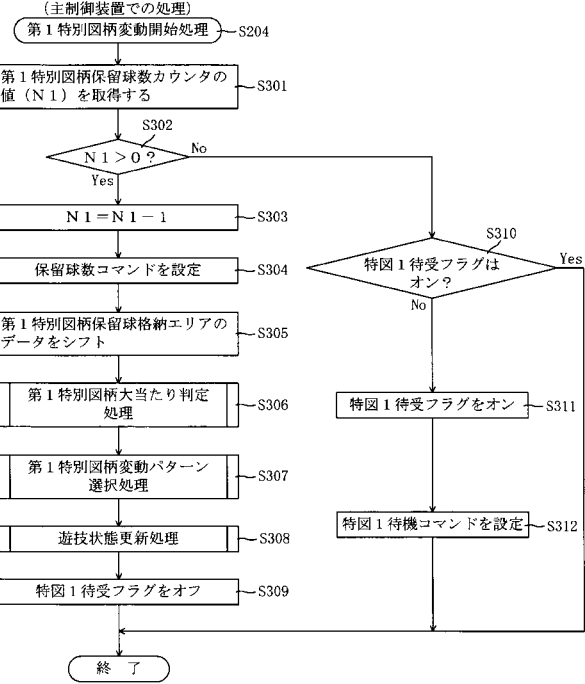 (主制御装置での処理)
第1特別図柄変動開始処理
S204
第1特別図柄保留球数カウンタの
値(N1)を取得する
S301
S302
N1>0?
No
Yes
N1=N1-1
S303
保留球数コマンドを設定
S304
第1特別図柄保留球格納エリアの
データをシフト
S305
第1特別図柄大当たり判定
処理
S306
第1特別図柄変動パターン
選択処理
S307
遊技状態更新処理
S308
特図1待受フラグをオフ
S309
S310
特図1待受フラグは
オン?
Yes
No
特図1待受フラグをオン
S311
特図1待機コマンドを設定
S312
終 了